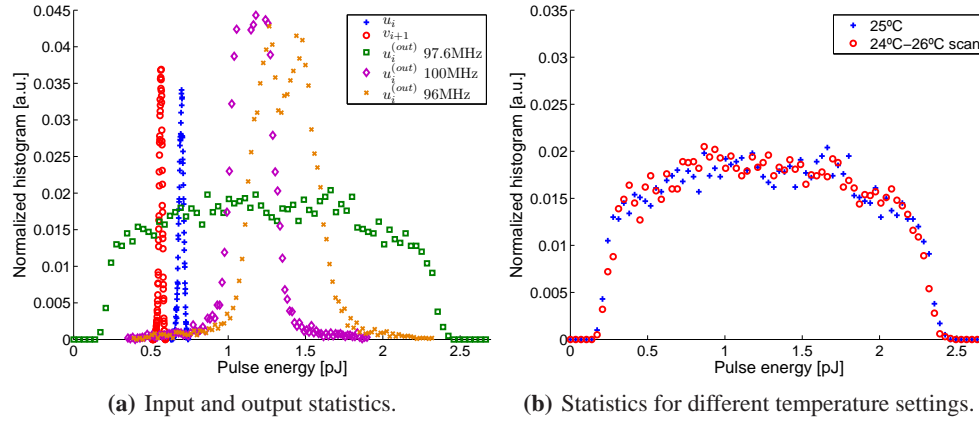 Normalized histogram [a.u.]
0.045
0.04
0.035
0.03
0.025
0.02
0.015
0.01
0.005
0
0 0.5 1 1.5 2 2.5
Pulse energy [pJ]
u_i
v_{i+1}
u_i^{(out)} 97.6MHz
u_i^{(out)} 100MHz
u_i^{(out)} 96MHz
(a) Input and output statistics.
Normalized histogram [a.u.]
0.035
0.03
0.025
0.02
0.015
0.01
0.005
0
0 0.5 1 1.5 2 2.5
Pulse energy [pJ]
25ºC
24ºC−26ºC scan
(b) Statistics for different temperature settings.